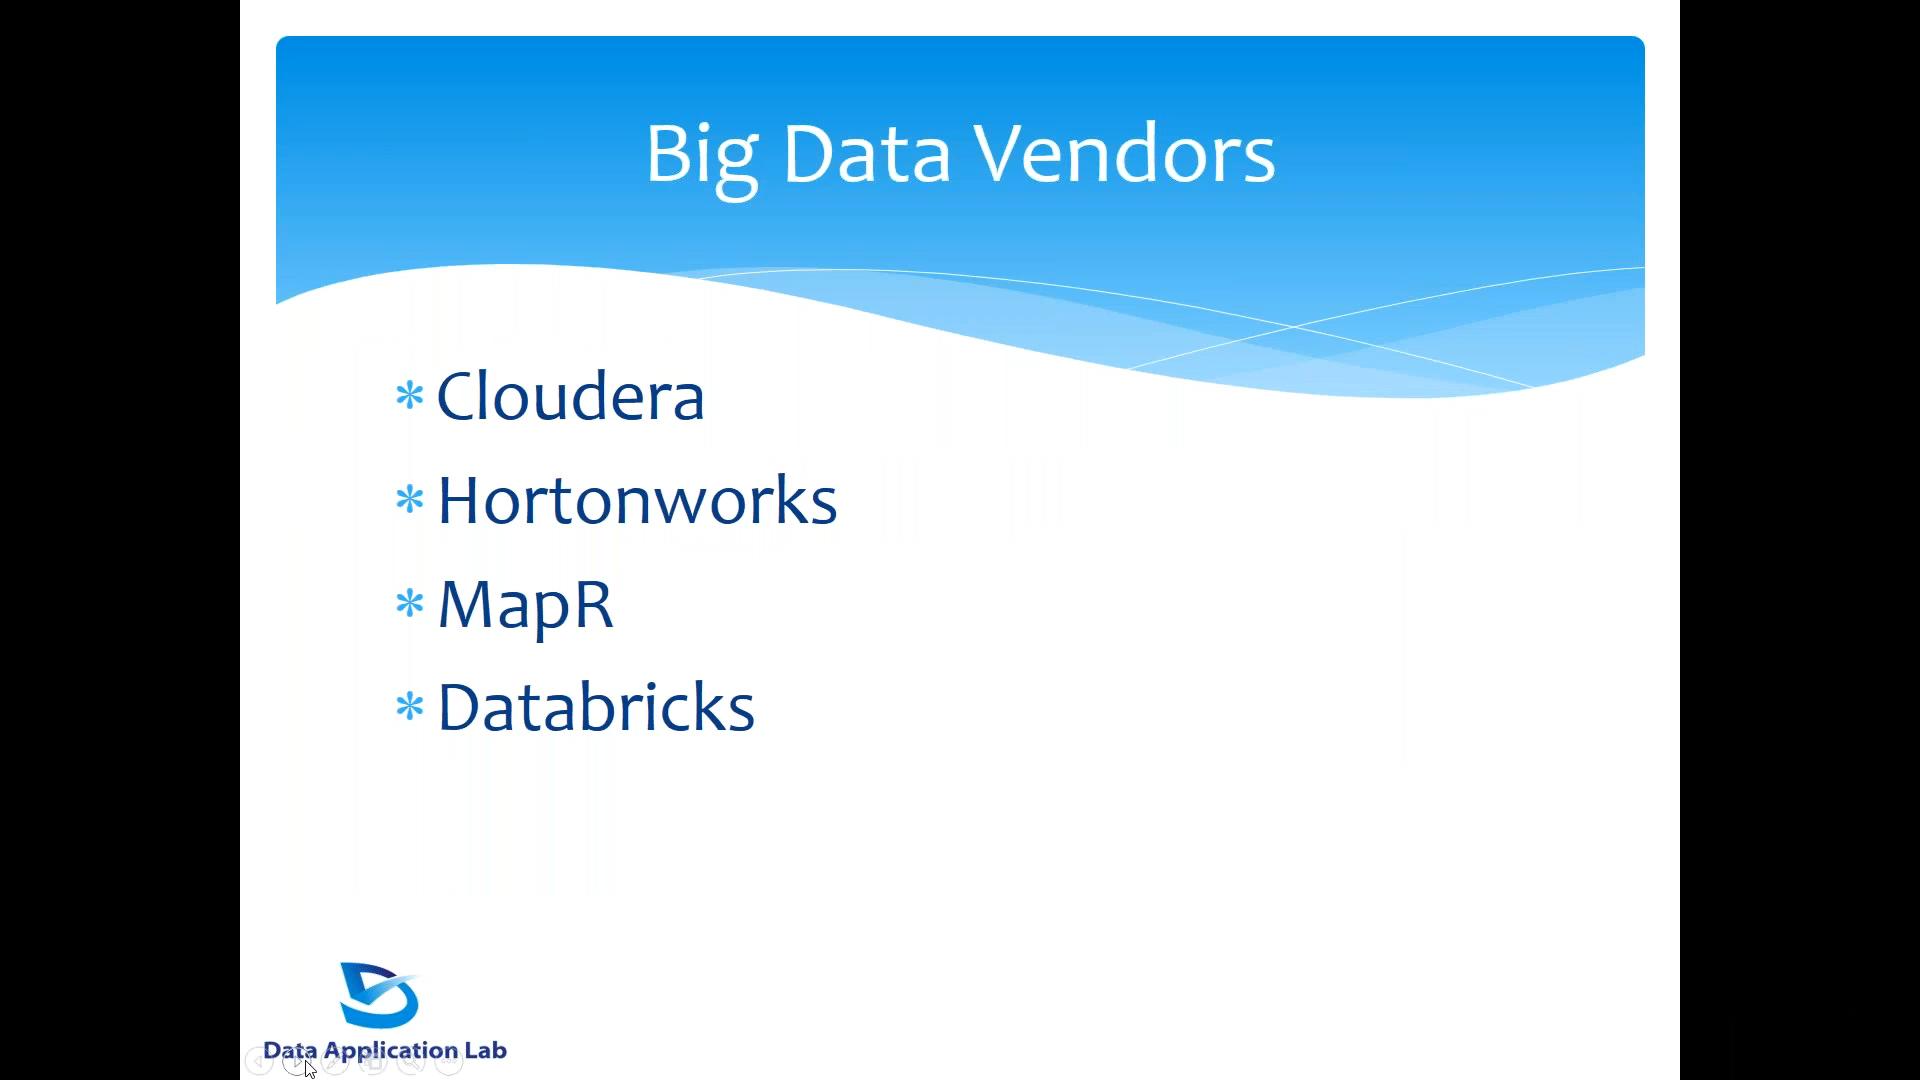 Big Data Vendors
* Cloudera
* Hortonworks
* MapR
* Databricks
Data Application Lab